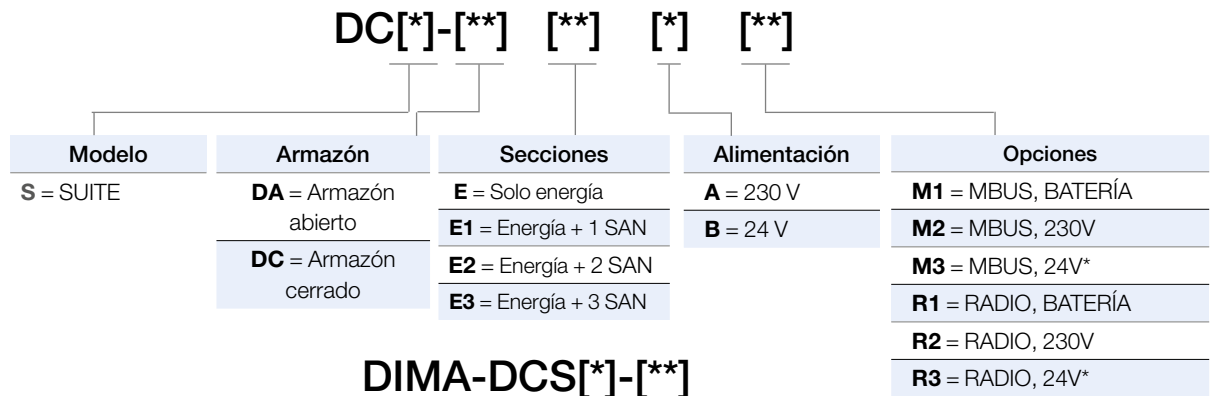 DC[*]-[**] [**] [*] [**]
Modelo
S = SUITE
Armazón
DA = Armazón
abierto
DC = Armazón
cerrado
Secciones
E = Solo energía
E1 = Energía + 1 SAN
E2 = Energía + 2 SAN
E3 = Energía + 3 SAN
Alimentación
A = 230 V
B = 24 V
Opciones
M1 = MBUS, BATERÍA
M2 = MBUS, 230V
M3 = MBUS, 24V*
R1 = RADIO, BATERÍA
R2 = RADIO, 230V
R3 = RADIO, 24V*
DIMA-DCS[*]-[**]